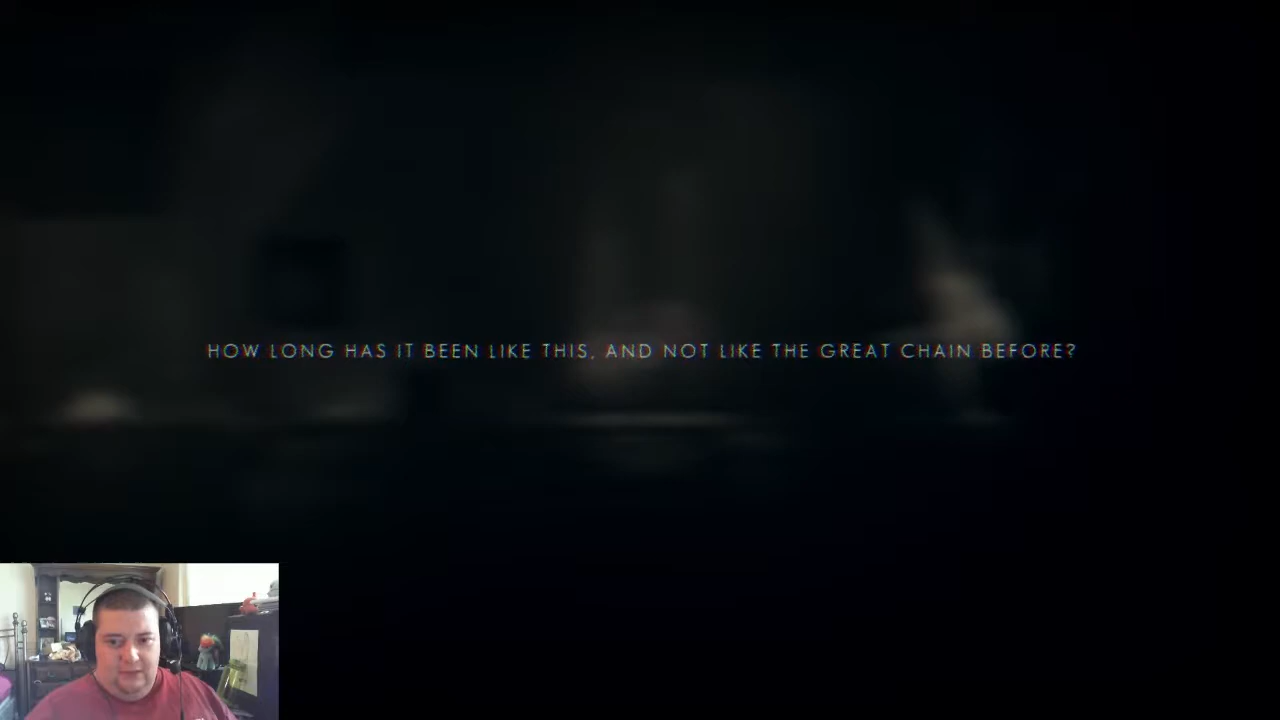 HOW LONG HAS IT BEEN LIKE THIS, AND NOT LIKE THE GREAT CHAIN BEFORE?